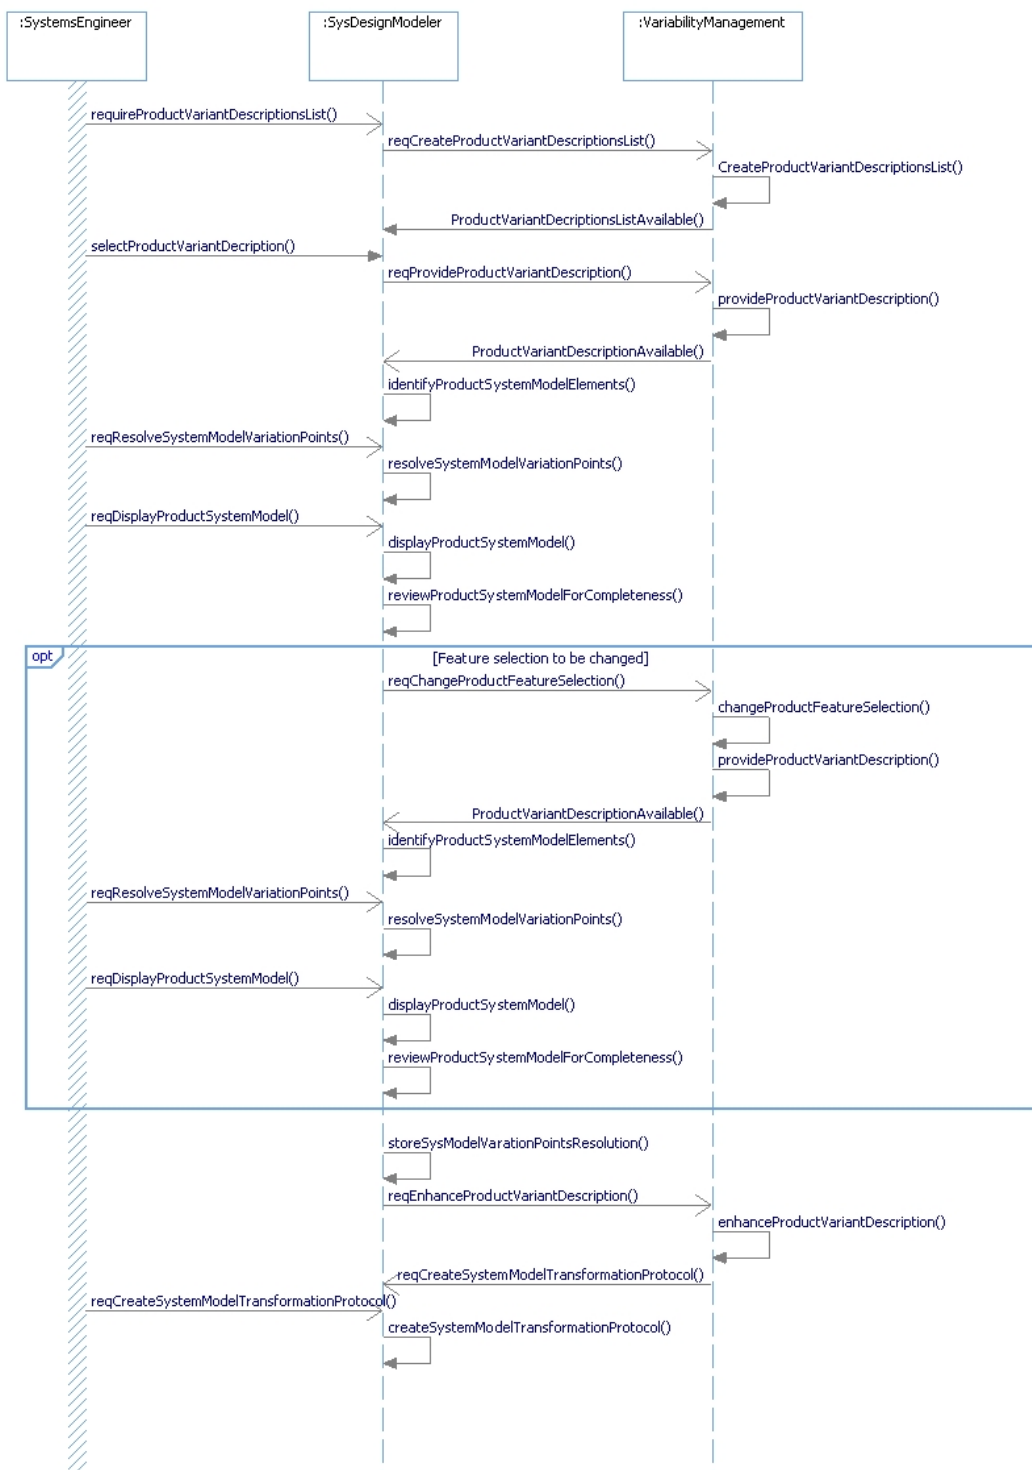 :SystemsEngineer
:SysDesignModeler
:VariabilityManagement
requireProductVariantDescriptionsList()
reqCreateProductVariantDescriptionsList()
CreateProductVariantDescriptionsList()
ProductVariantDecriptionsListAvailable()
selectProductVariantDecription()
reqProvideProductVariantDescription()
provideProductVariantDescription()
ProductVariantDescriptionAvailable()
identifyProductSystemModelElements()
reqResolveSystemModelVariationPoints()
resolveSystemModelVariationPoints()
reqDisplayProductSystemModel()
displayProductSystemModel()
reviewProductSystemModelForCompleteness()
opt
[Feature selection to be changed]
reqChangeProductFeatureSelection()
changeProductFeatureSelection()
provideProductVariantDescription()
ProductVariantDescriptionAvailable()
identifyProductSystemModelElements()
reqResolveSystemModelVariationPoints()
resolveSystemModelVariationPoints()
reqDisplayProductSystemModel()
displayProductSystemModel()
reviewProductSystemModelForCompleteness()
storeSysModelVarationPointsResolution()
reqEnhanceProductVariantDescription()
enhanceProductVariantDescription()
reqCreateSystemModelTransformationProtocol()
reqCreateSystemModelTransformationProtocol()
createSystemModelTransformationProtocol()